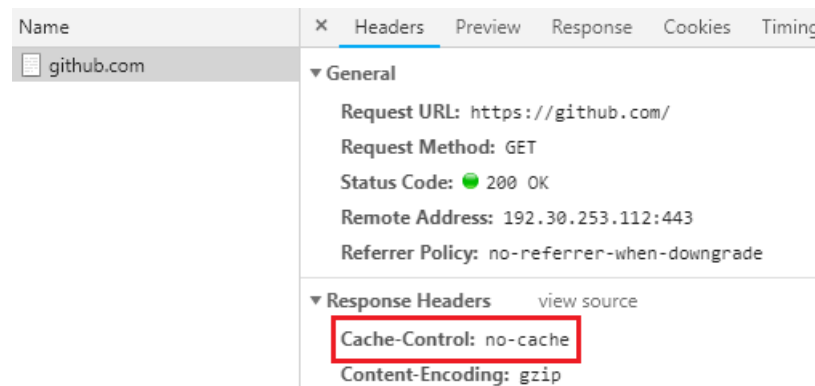 Name
github.com
× Headers Preview Response Cookies Timing
▼ General
Request URL: https://github.com/
Request Method: GET
Status Code: 200 OK
Remote Address: 192.30.253.112:443
Referrer Policy: no-referrer-when-downgrade
▼ Response Headers view source
Cache-Control: no-cache
Content-Encoding: gzip